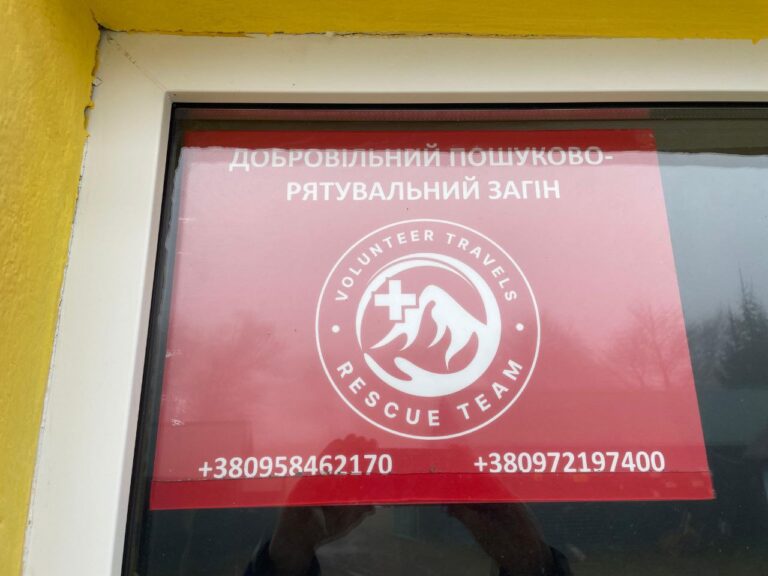 ДОБРОВІЛЬНИЙ ПОШУКОВО-
РЯТУВАЛЬНИЙ ЗАГІН
VOLUNTEER TRAVELS
RESCUE TEAM
+380958462170 +380972197400